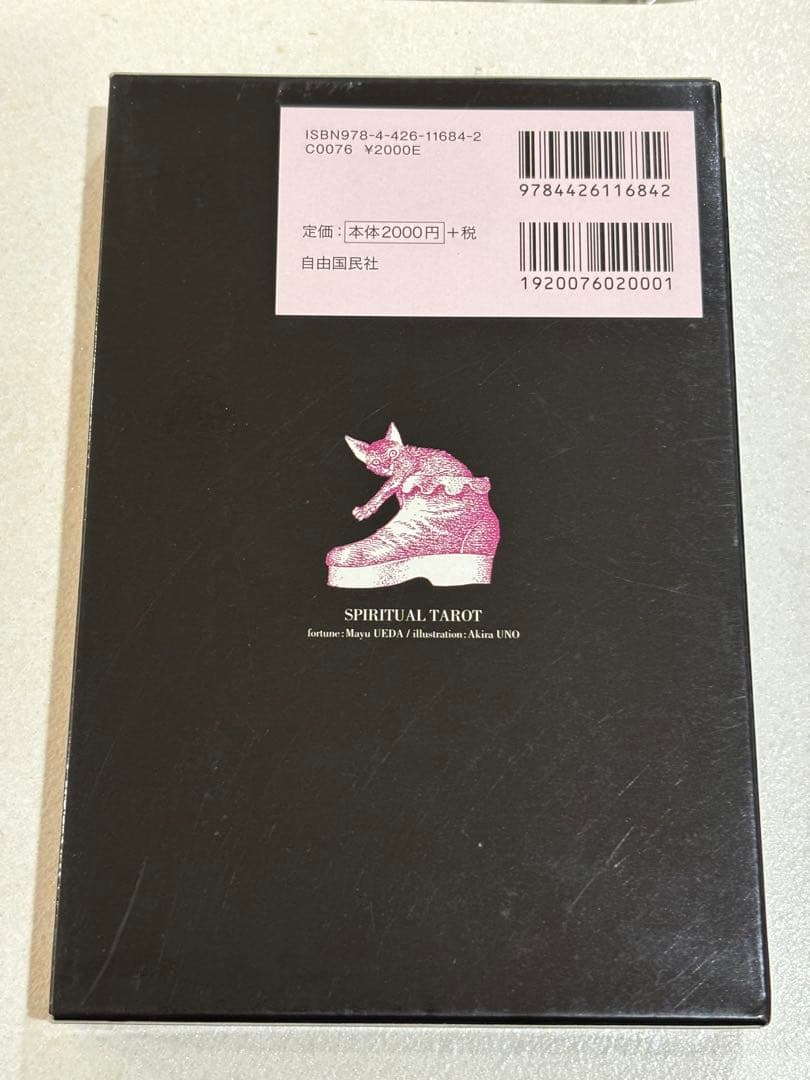 ISBN978-4-426-11684-2
C0076 ¥2000E
9784426116842
定価：本体2000円＋税
自由国民社
1920076020001
SPIRITUAL TAROT
fortune:Mayu UEDA / illustration:Akira UNO